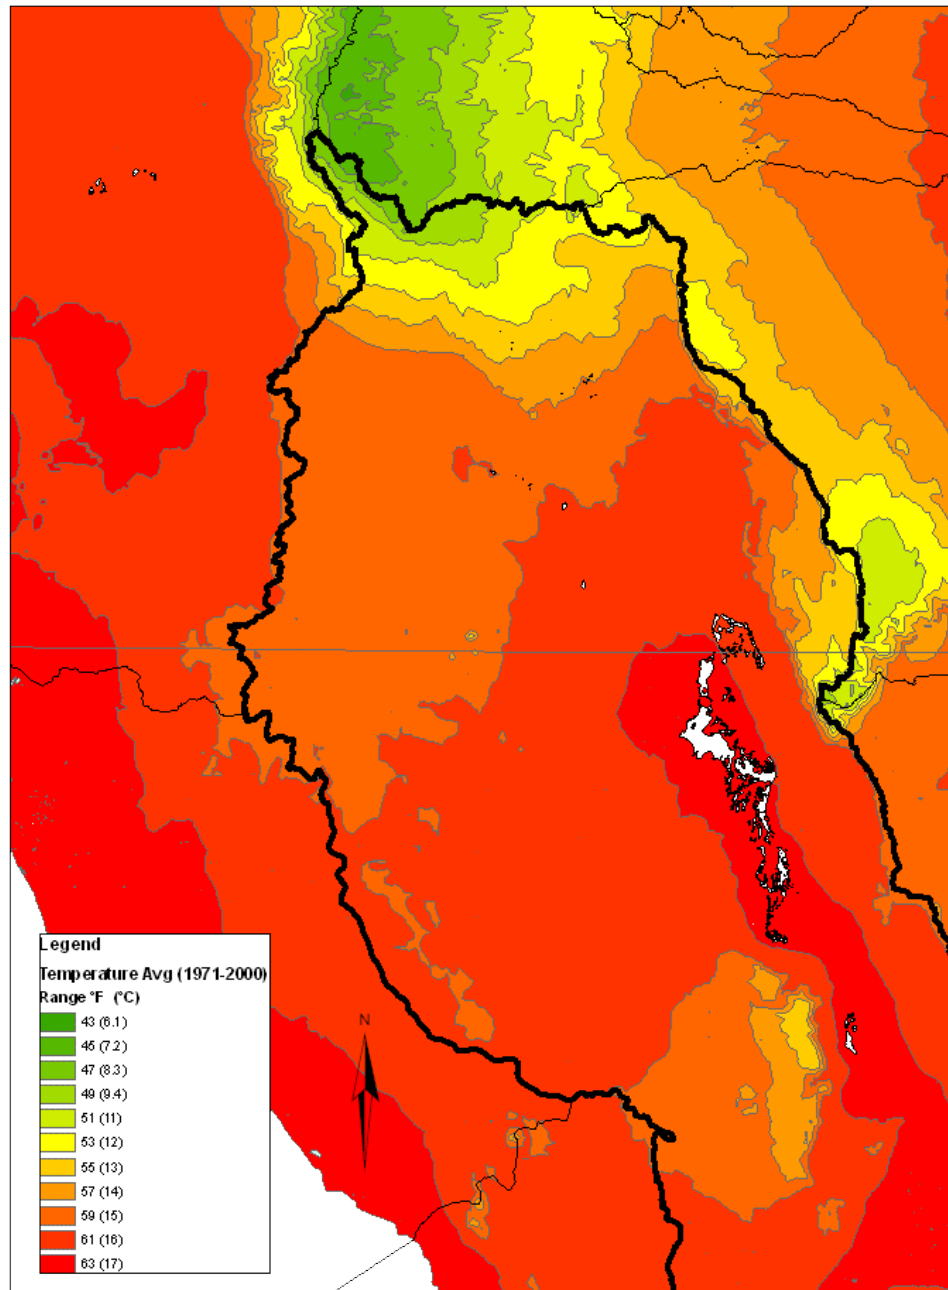 N
Legend
Temperature Avg (1971-2000)
Range °F (°C)
43 (6.1)
45 (7.2)
47 (8.3)
49 (9.4)
51 (11)
53 (12)
55 (13)
57 (14)
59 (15)
61 (16)
63 (17)